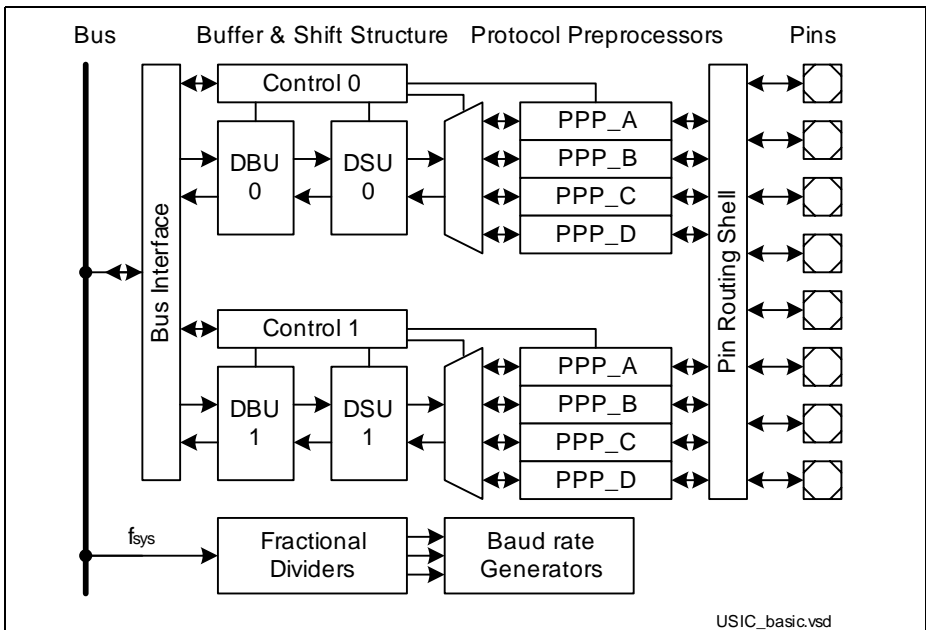 Bus
Buffer & Shift Structure
Protocol Preprocessors
Pins
Bus Interface
Control 0
DBU
0
DSU
0
PPP_A
PPP_B
PPP_C
PPP_D
Pin Routing Shell
Control 1
DBU
1
DSU
1
PPP_A
PPP_B
PPP_C
PPP_D
fsys
Fractional
Dividers
Baud rate
Generators
USIC_basic.vsd